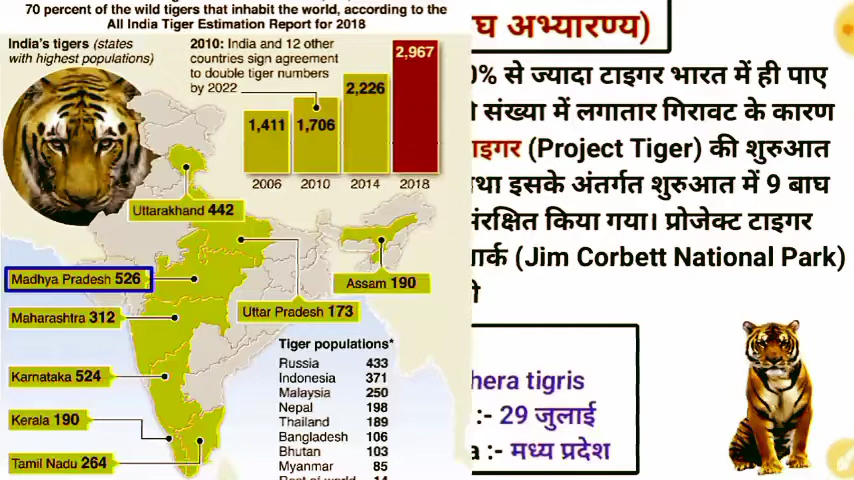 70 percent of the wild tigers that inhabit the world, according to the
All India Tiger Estimation Report for 2018
India's tigers (states
with highest populations)
2010: India and 12 other
countries sign agreement
to double tiger numbers
by 2022
1,411
1,706
2,226
2,967
2006
2010
2014
2018
Uttarakhand 442
Madhya Pradesh 526
Assam 190
Maharashtra 312
Uttar Pradesh 173
Karnataka 524
Kerala 190
Tamil Nadu 264
Tiger populations*
Russia 433
Indonesia 371
Malaysia 250
Nepal 198
Thailand 189
Bangladesh 106
Bhutan 103
Myanmar 85
Rest of world 14
घ अभ्यारण्य)
0% से ज्यादा टाइगर भारत में ही पाए
संख्या में लगातार गिरावट के कारण
ाइगर (Project Tiger) की शुरुआत
था इसके अंतर्गत शुरुआत में 9 बाघ
संरक्षित किया गया। प्रोजेक्ट टाइगर
ार्क (Jim Corbett National Park)
hera tigris
:- 29 जुलाई
a :- मध्य प्रदेश